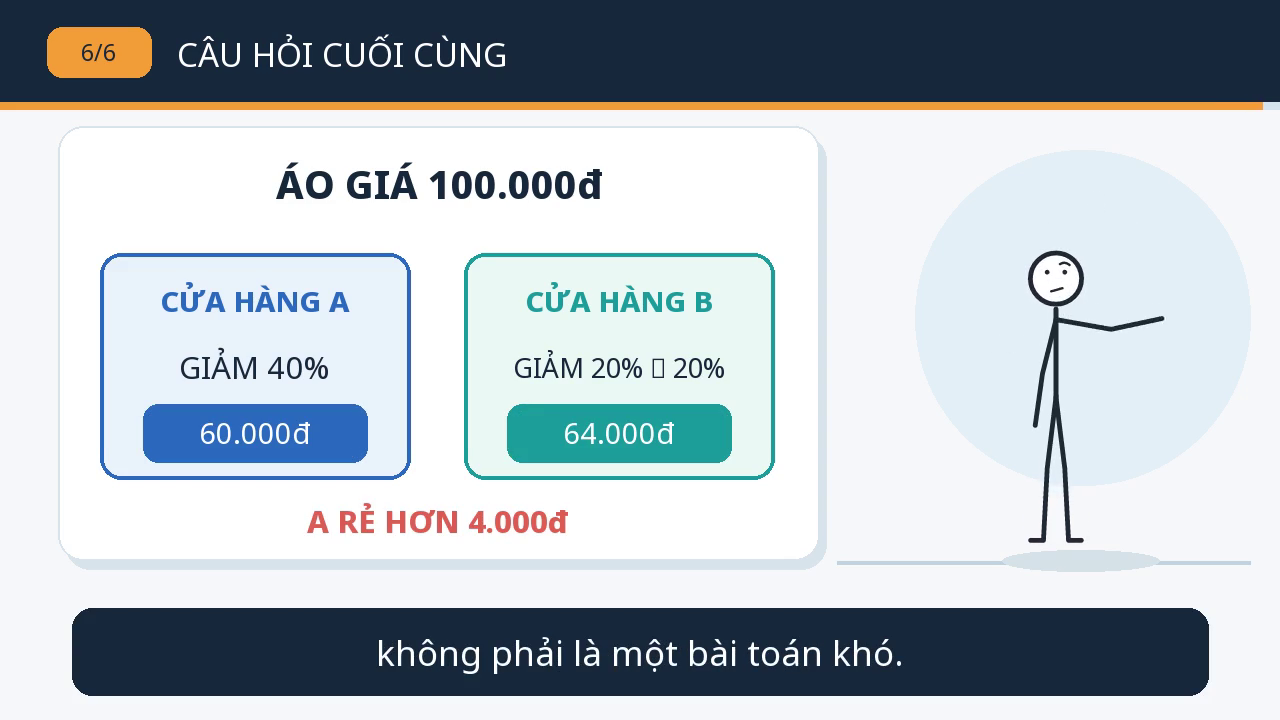 6/6
CÂU HỎI CUỐI CÙNG
ÁO GIÁ 100.000đ
CỬA HÀNG A
GIẢM 40%
60.000đ
CỬA HÀNG B
GIẢM 20% ▯ 20%
64.000đ
A RẺ HƠN 4.000đ
không phải là một bài toán khó.